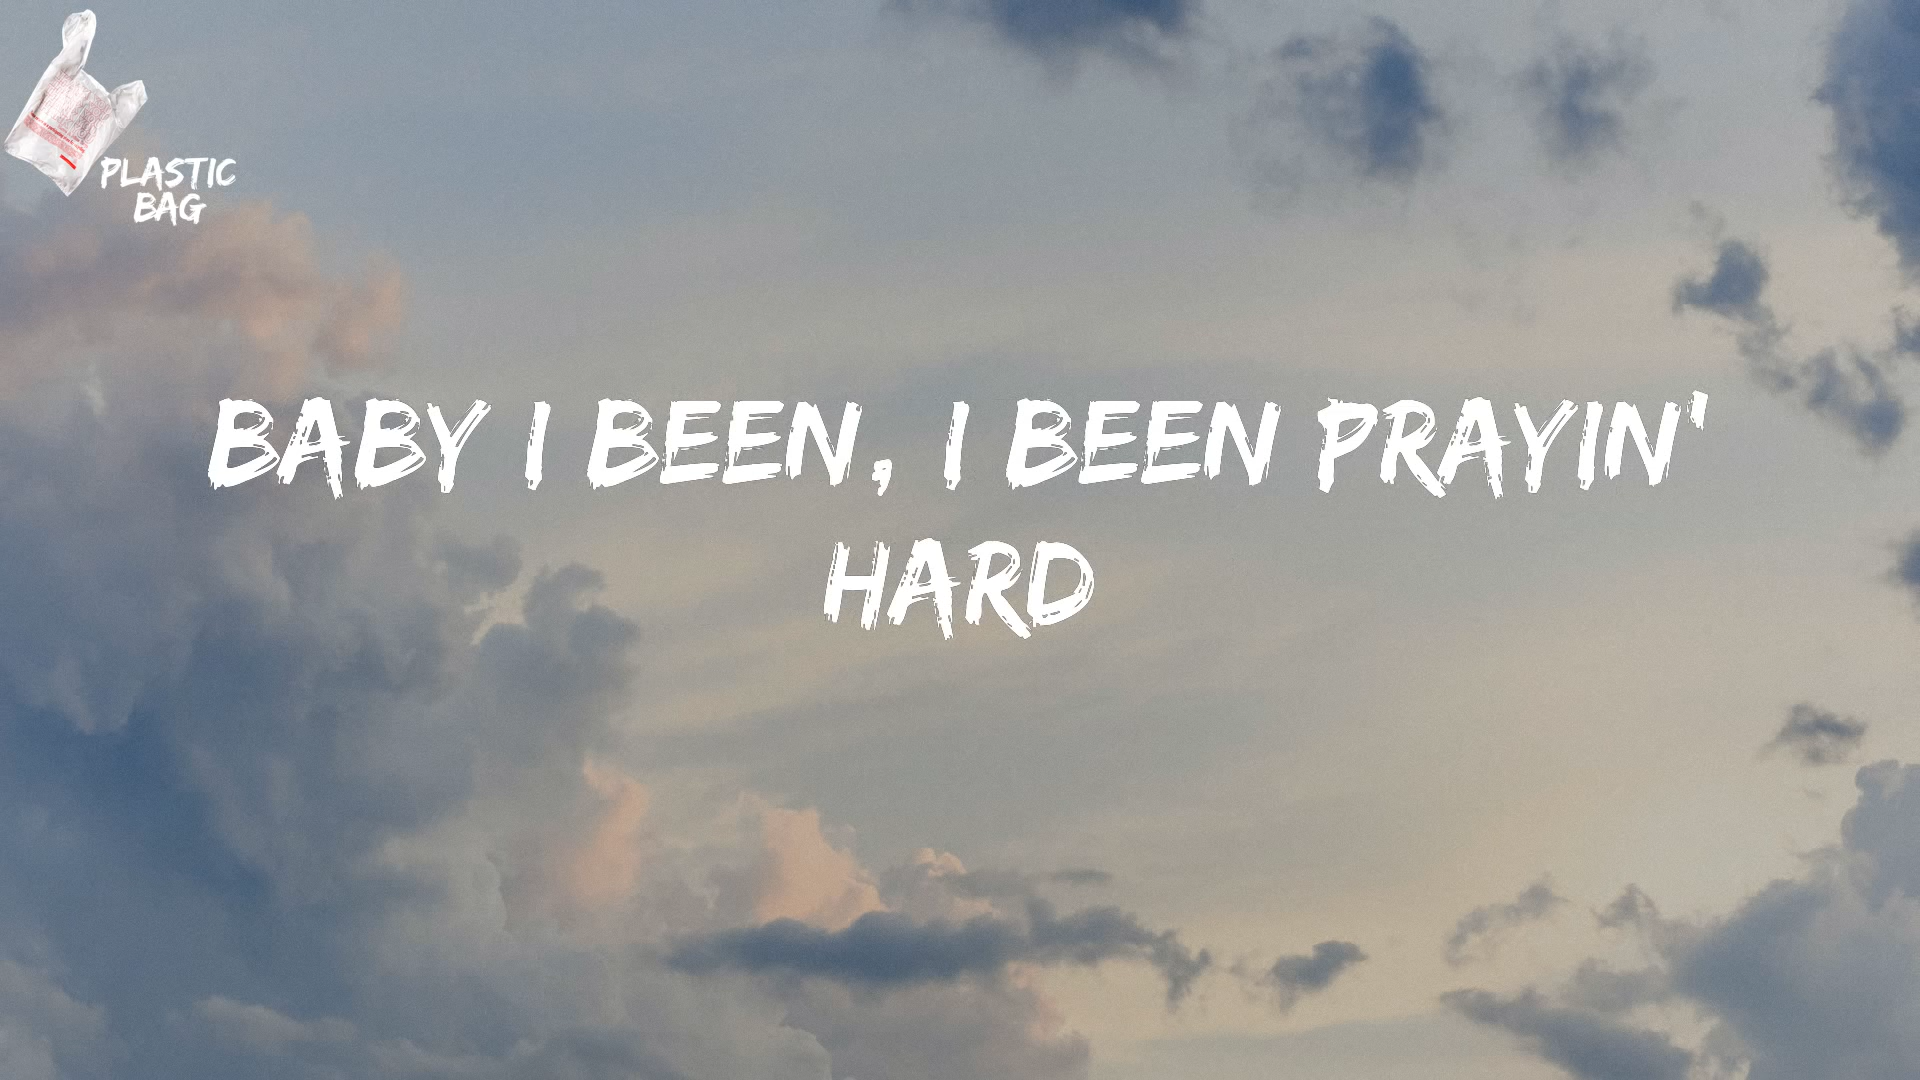 PLASTIC
BAG
BABY I BEEN, I BEEN PRAYIN'
HARD